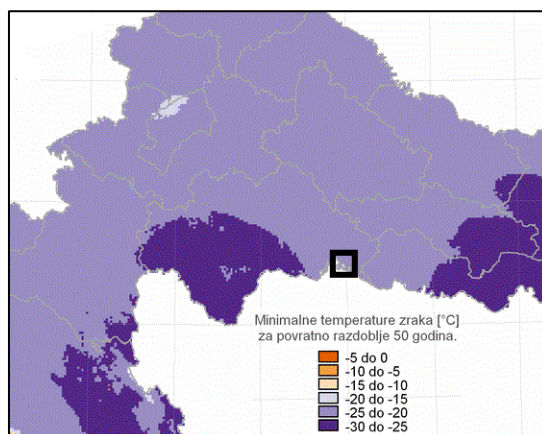 Minimalne temperature zraka [°C]
za povratno razdoblje 50 godina.
-5 do 0
-10 do -5
-15 do -10
-20 do -15
-25 do -20
-30 do -25